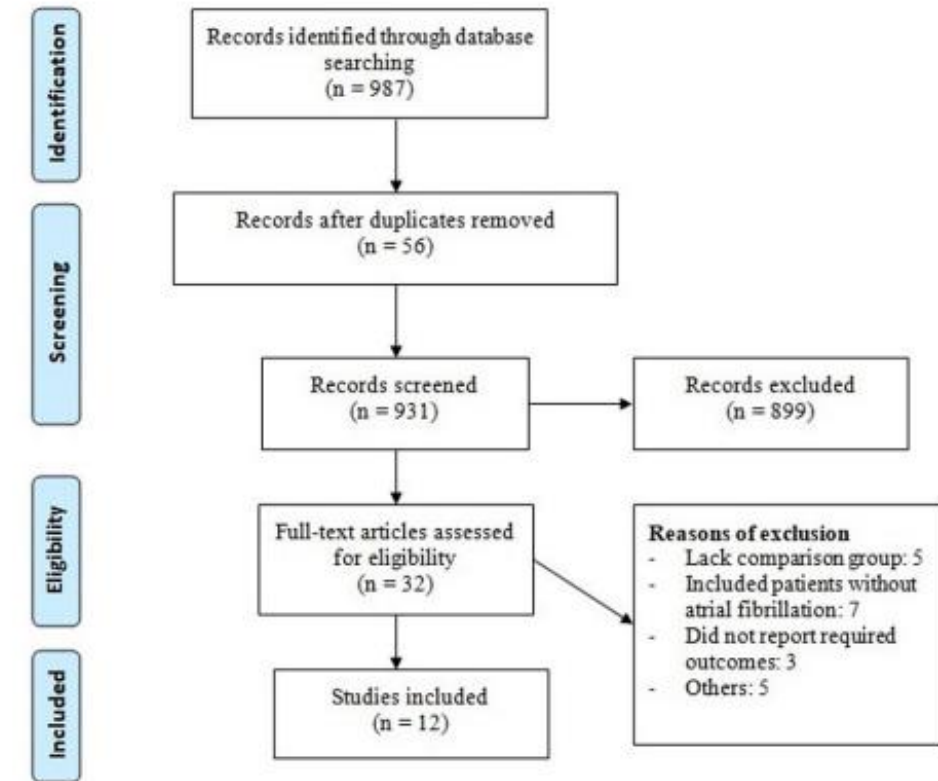 Identification
Records identified through database
searching
(n = 987)
Records after duplicates removed
(n = 56)
Screening
Records screened
(n = 931)
Records excluded
(n = 899)
Eligibility
Full-text articles assessed
for eligibility
(n = 32)
Reasons of exclusion
- Lack comparison group: 5
- Included patients without
atrial fibrillation: 7
- Did not report required
outcomes: 3
- Others: 5
Included
Studies included
(n = 12)